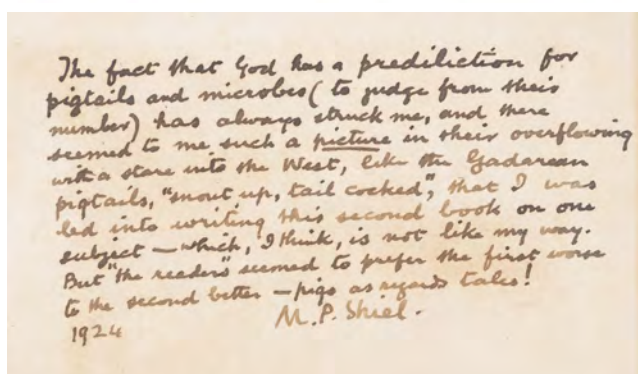 The fact that God has a prediliction for
pigtails and microbes (to judge from their
number) has always struck me, and there
seemed to me such a picture in their overflowing
with a stare into the West, like the Gadarean
pigtails, "snout up, tail cocked", that I was
led into writing this second book on one
subject — which, I think, is not like my way.
But "the readers" seemed to prefer the first worse
to the second better — pigs as regards tales!
1924 M. P. Shiel.